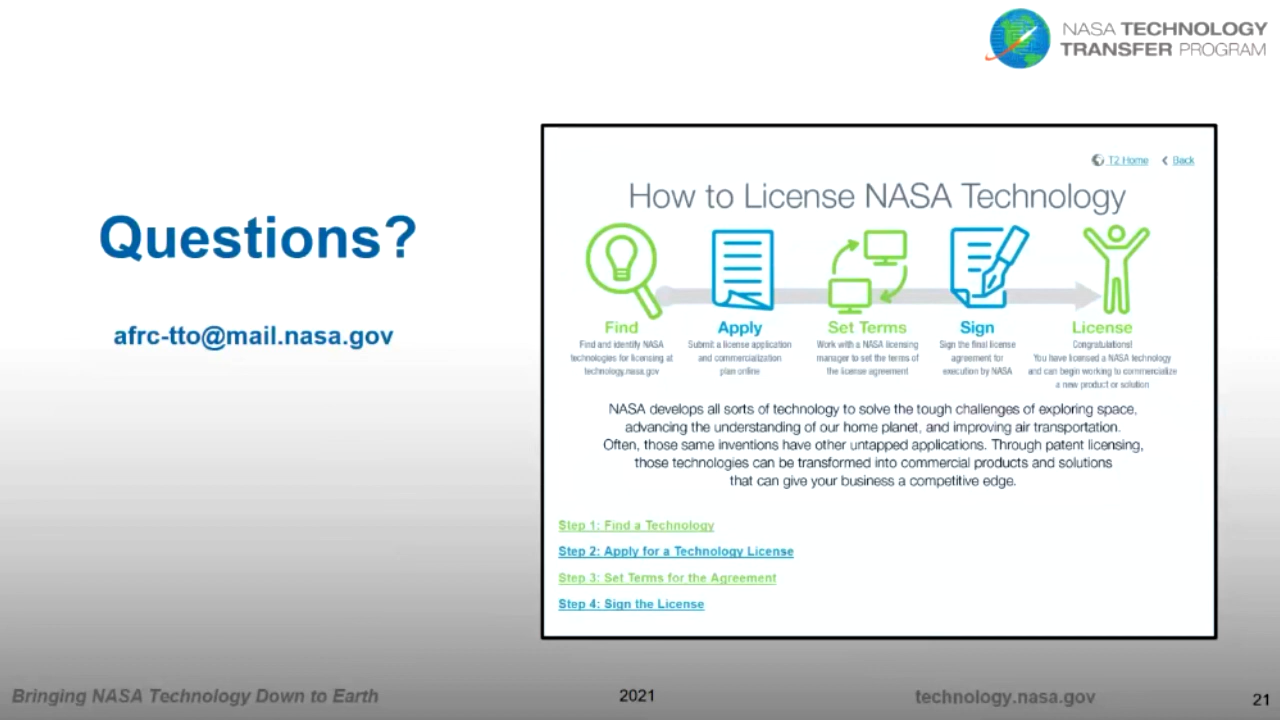 NASA TECHNOLOGY
TRANSFER PROGRAM
Questions?
afrc-tto@mail.nasa.gov
T2 Home Back
How to License NASA Technology
Find
Find and identify NASA
technologies for licensing at
technology.nasa.gov
Apply
Submit a license application
and commercialization
plan online
Set Terms
Work with a NASA licensing
manager to set the terms of
the license agreement
Sign
Sign the final license
agreement for
execution by NASA
License
Congratulations!
You have licensed a NASA technology
and can begin working to commercialize
a new product or solution
NASA develops all sorts of technology to solve the tough challenges of exploring space,
advancing the understanding of our home planet, and improving air transportation.
Often, those same inventions have other untapped applications. Through patent licensing,
those technologies can be transformed into commercial products and solutions
that can give your business a competitive edge.
Step 1: Find a Technology
Step 2: Apply for a Technology License
Step 3: Set Terms for the Agreement
Step 4: Sign the License
Bringing NASA Technology Down to Earth
2021
technology.nasa.gov
21